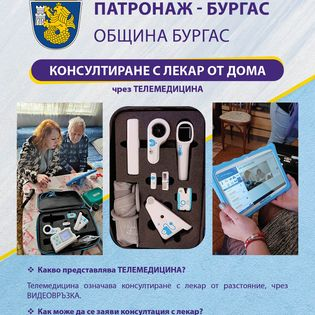 ПАТРОНАЖ - БУРГАС
ОБЩИНА БУРГАС
КОНСУЛТИРАНЕ С ЛЕКАР ОТ ДОМА
чрез ТЕЛЕМЕДИЦИНА
❖ Какво представлява ТЕЛЕМЕДИЦИНА?
Телемедицина означава консултиране с лекар от разстояние, чрез
ВИДЕОВРЪЗКА.
❖ Как може да се заяви консултация с лекар?